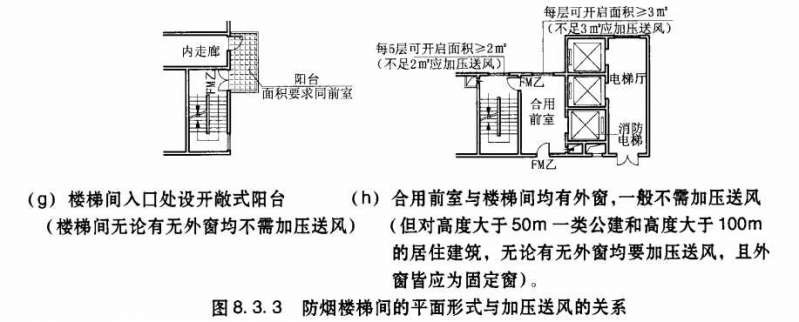 每层可开启面积≥3㎡
（不足3㎡应加压送风）
每5层可开启面积≥2㎡
（不足2㎡应加压送风）
内走廊
FM乙
阳台
面积要求同前室
FM乙
合用
前室
电梯厅
消防
电梯
FM乙
(g) 楼梯间入口处设开敞式阳台
（楼梯间无论有无外窗均不需加压送风）
(h) 合用前室与楼梯间均有外窗，一般不需加压送风
（但对高度大于50m一类公建和高度大于100m
的居住建筑，无论有无外窗均要加压送风，且外
窗皆应为固定窗）。
图8.3.3 防烟楼梯间的平面形式与加压送风的关系